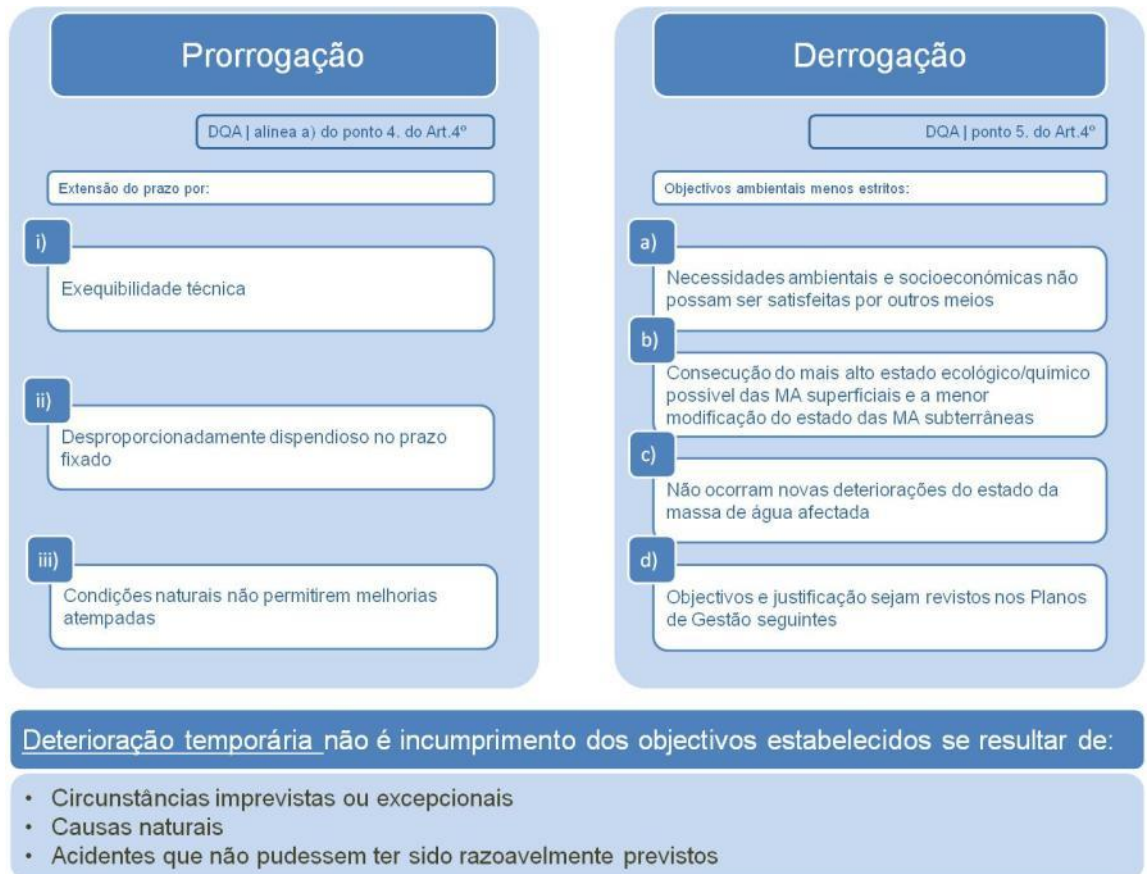 Prorrogação
DQA | alinea a) do ponto 4. do Art.4º
Extensão do prazo por:
i)
Exequibilidade técnica
ii)
Desproporcionadamente dispendioso no prazo
fixado
iii)
Condições naturais não permitirem melhorias
atempadas
Derrogação
DQA | ponto 5. do Art.4º
Objectivos ambientais menos estritos:
a)
Necessidades ambientais e socioeconómicas não
possam ser satisfeitas por outros meios
b)
Consecução do mais alto estado ecológico/químico
possivel das MA superficiais e a menor
modificação do estado das MA subterrâneas
c)
Não ocorram novas deteriorações do estado da
massa de água afectada
d)
Objectivos e justificação sejam revistos nos Planos
de Gestão seguintes
Deterioração temporária não é incumprimento dos objectivos estabelecidos se resultar de:
• Circunstâncias imprevistas ou excepcionais
• Causas naturais
• Acidentes que não pudessem ter sido razoavelmente previstos